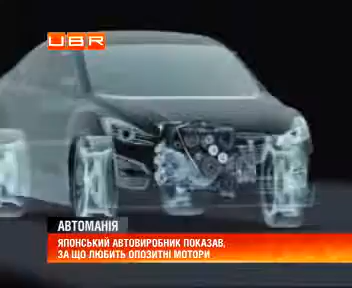 UBR
АВТОМАНІЯ
ЯПОНСЬКИЙ АВТОВИРОБНИК ПОКАЗАВ,
ЗА ЩО ЛЮБИТЬ ОПОЗИТНІ МОТОРИ